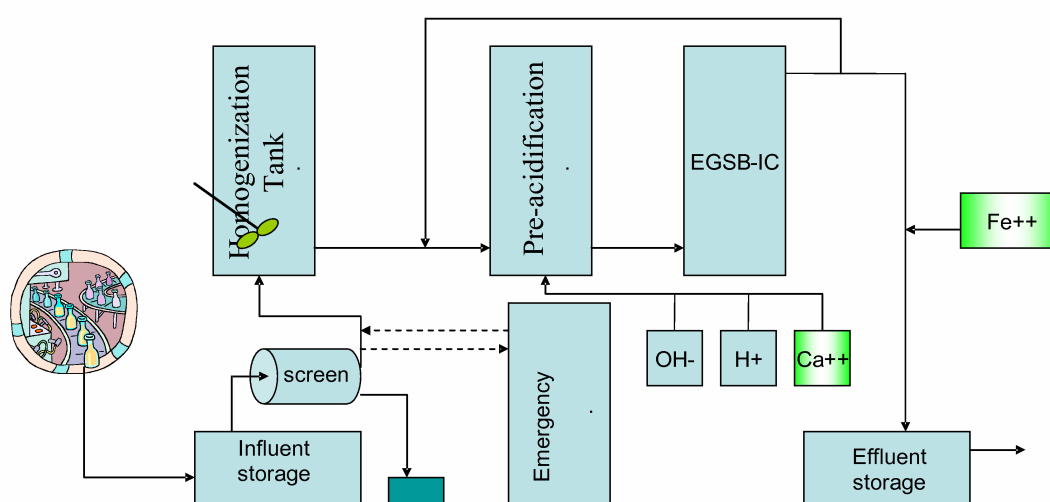 Homogenization
Tank
Pre-acidification
EGSB-IC
Fe++
screen
OH-
H+
Ca++
Emergency
Influent
storage
Effluent
storage